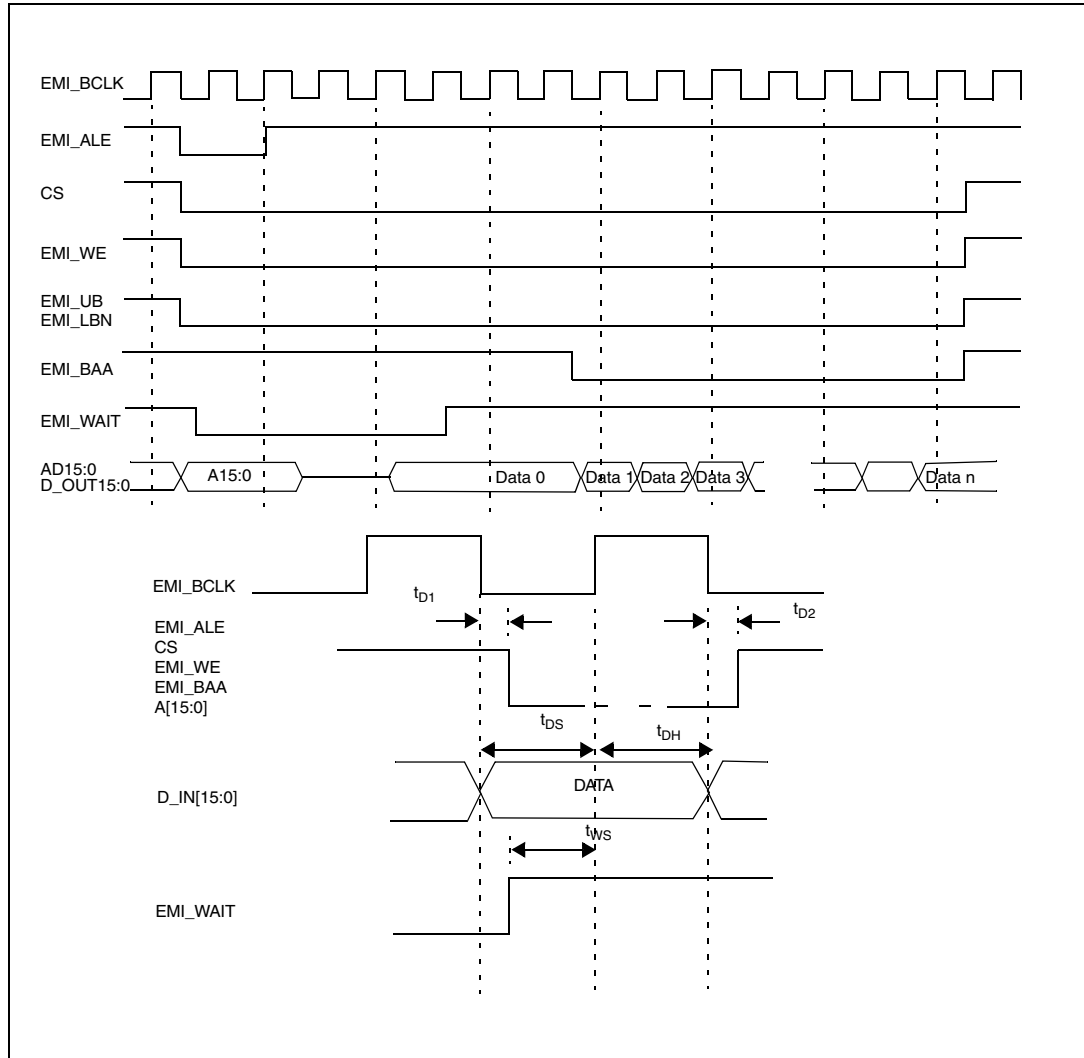 EMI_BCLK
EMI_ALE
CS
EMI_WE
EMI_UB
EMI_LBN
EMI_BAA
EMI_WAIT
AD15:0
D_OUT15:0
A15:0
Data 0
Data 1
Data 2
Data 3
Data n
EMI_BCLK
tD1
tD2
EMI_ALE
CS
EMI_WE
EMI_BAA
A[15:0]
tDS
tDH
D_IN[15:0]
DATA
tWS
EMI_WAIT